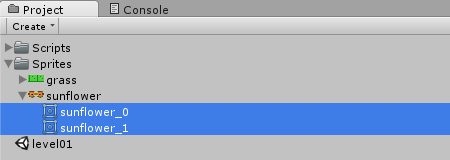 Project
Console
Create
Scripts
Sprites
grass
sunflower
sunflower_0
sunflower_1
level01